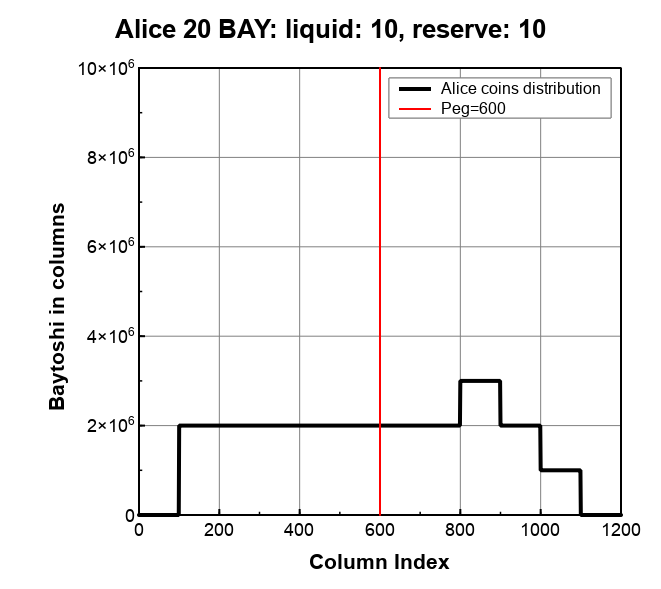 Alice 20 BAY: liquid: 10, reserve: 10
10×10⁶
8×10⁶
6×10⁶
4×10⁶
2×10⁶
0
Baytoshi in columns
Alice coins distribution
Peg=600
0 200 400 600 800 1000 1200
Column Index